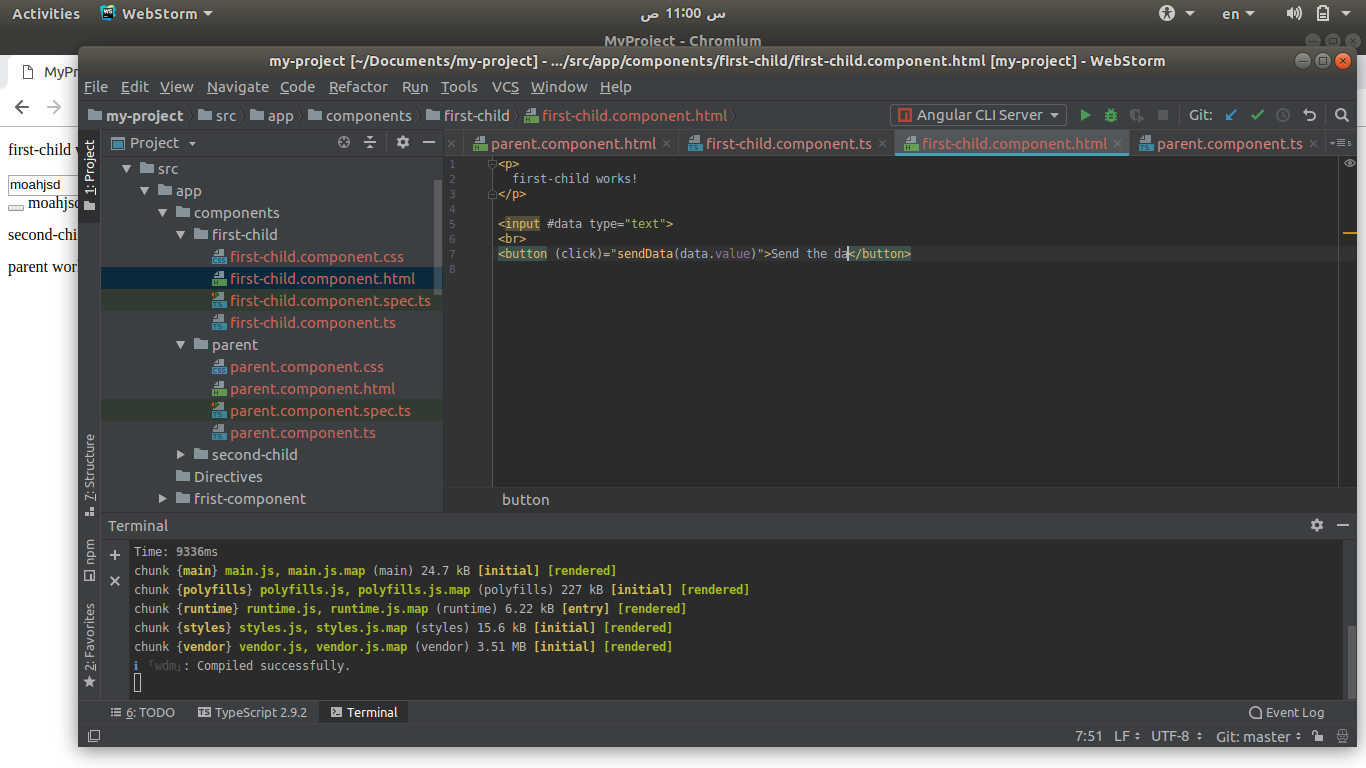 Activities WebStorm س 11:00 ص en
MyProject - Chromium
MyPr
my-project [~/Documents/my-project] - .../src/app/components/first-child/first-child.component.html [my-project] - WebStorm
File Edit View Navigate Code Refactor Run Tools VCS Window Help
my-project src app components first-child first-child.component.html Angular CLI Server Git:
first-child
moahjsd
moahjsd
second-chi
parent wor
1: Project
7: Structure
npm
2: Favorites
Project
src
app
components
first-child
first-child.component.css
first-child.component.html
first-child.component.spec.ts
first-child.component.ts
parent
parent.component.css
parent.component.html
parent.component.spec.ts
parent.component.ts
second-child
Directives
frist-component
parent.component.html first-child.component.ts first-child.component.html parent.component.ts
1 <p>
2 first-child works!
3 </p>
4
5 <input #data type="text">
6 <br>
7 <button (click)="sendData(data.value)">Send the da</button>
8
button
Terminal
Time: 9336ms
chunk {main} main.js, main.js.map (main) 24.7 kB [initial] [rendered]
chunk {polyfills} polyfills.js, polyfills.js.map (polyfills) 227 kB [initial] [rendered]
chunk {runtime} runtime.js, runtime.js.map (runtime) 6.22 kB [entry] [rendered]
chunk {styles} styles.js, styles.js.map (styles) 15.6 kB [initial] [rendered]
chunk {vendor} vendor.js, vendor.js.map (vendor) 3.51 MB [initial] [rendered]
ℹ ｢wdm｣: Compiled successfully.
6: TODO TypeScript 2.9.2 Terminal Event Log
7:51 LF UTF-8 Git: master